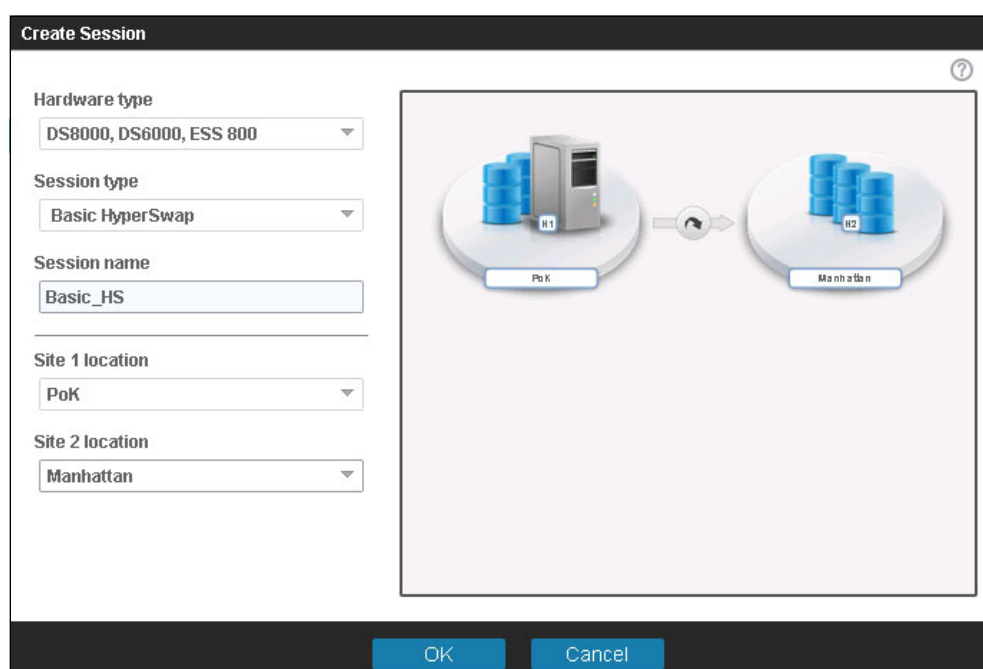 Create Session
?
Hardware type
DS8000, DS6000, ESS 800
Session type
Basic HyperSwap
Session name
Basic_HS
Site 1 location
PoK
Site 2 location
Manhattan
H1
H2
PoK
Manhattan
OK
Cancel